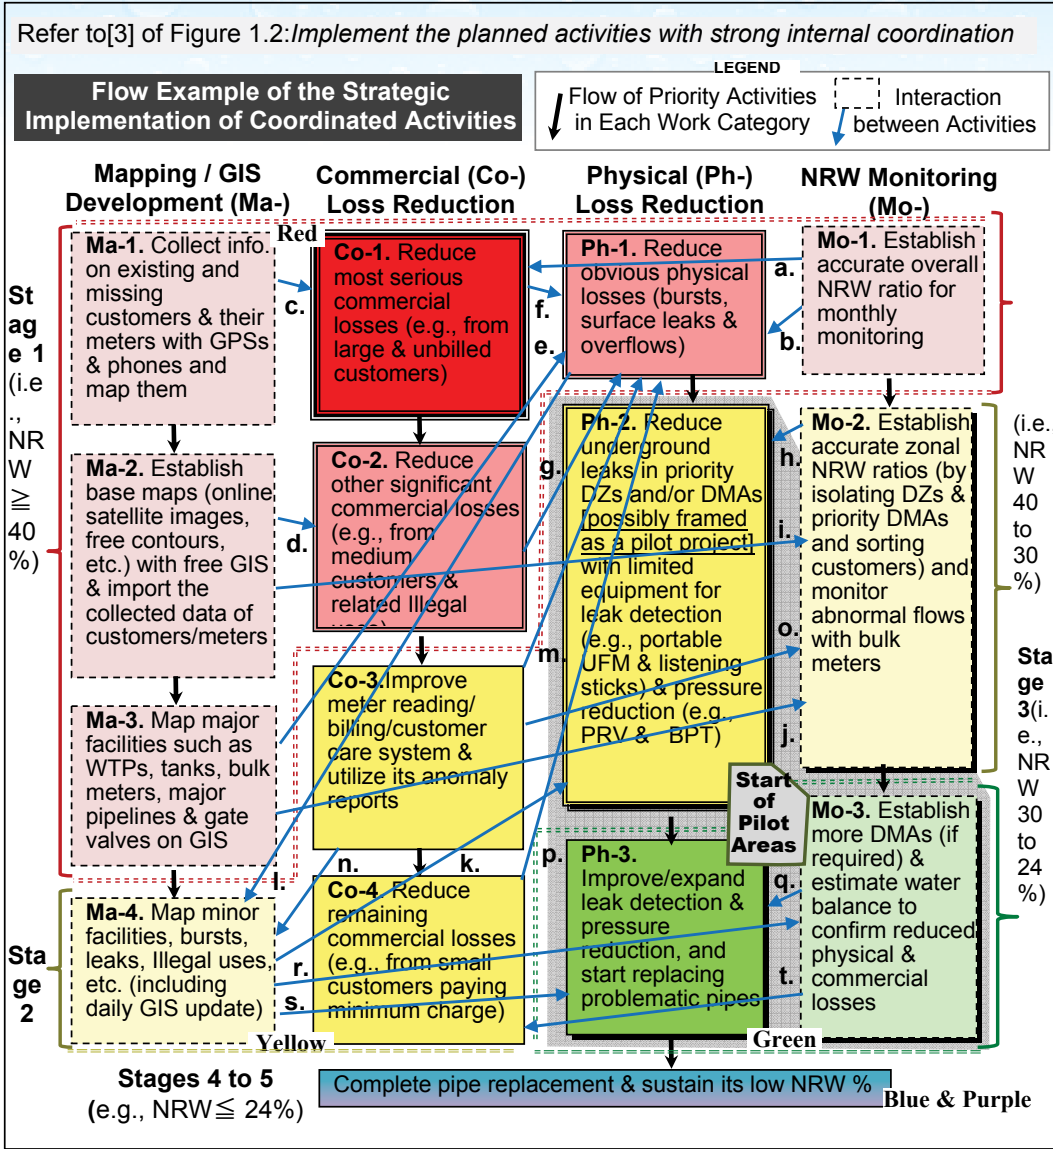 Refer to[3] of Figure 1.2:Implement the planned activities with strong internal coordination
Flow Example of the Strategic
Implementation of Coordinated Activities
LEGEND
Flow of Priority Activities
in Each Work Category
Interaction
between Activities
Mapping / GIS
Development (Ma-)
Commercial (Co-)
Loss Reduction
Physical (Ph-)
Loss Reduction
NRW Monitoring
(Mo-)
Red
St
ag
e 1
(i.e
.,
NR
W
≧
40
%)
Ma-1. Collect info.
on existing and
missing
customers & their
meters with GPSs
& phones and
map them
c.
Co-1. Reduce
most serious
commercial
losses (e.g., from
large & unbilled
customers)
f.
e.
Ph-1. Reduce
obvious physical
losses (bursts,
surface leaks &
overflows)
a.
b.
Mo-1. Establish
accurate overall
NRW ratio for
monthly
monitoring
Ma-2. Establish
base maps (online
satellite images,
free contours,
etc.) with free GIS
& import the
collected data of
customers/meters
d.
Co-2. Reduce
other significant
commercial losses
(e.g., from
medium
customers &
related Illegal
uses)
g.
m.
Ph-2. Reduce
underground
leaks in priority
DZs and/or DMAs
[possibly framed
as a pilot project]
with limited
equipment for
leak detection
(e.g., portable
UFM & listening
sticks) & pressure
reduction (e.g.,
PRV & BPT)
h.
i.
o.
j.
Mo-2. Establish
accurate zonal
NRW ratios (by
isolating DZs &
priority DMAs
and sorting
customers) and
monitor
abnormal flows
with bulk
meters
(i.e.,
NR
W
40
to
30
%)
Ma-3. Map major
facilities such as
WTPs, tanks, bulk
meters, major
pipelines & gate
valves on GIS
l.
Co-3.Improve
meter reading/
billing/customer
care system &
utilize its anomaly
reports
n.
k.
Start
of
Pilot
Areas
Sta
ge
3(i.
e.,
NR
W
30
to
24
%)
Sta
ge
2
Ma-4. Map minor
facilities, bursts,
leaks, Illegal uses,
etc. (including
daily GIS update)
r.
s.
Co-4. Reduce
remaining
commercial losses
(e.g., from small
customers paying
minimum charge)
p.
Ph-3.
Improve/expand
leak detection &
pressure
reduction, and
start replacing
problematic pipes
q.
t.
Mo-3. Establish
more DMAs (if
required) &
estimate water
balance to
confirm reduced
physical &
commercial
losses
Yellow
Green
Stages 4 to 5
(e.g., NRW≦ 24%)
Complete pipe replacement & sustain its low NRW %
Blue & Purple